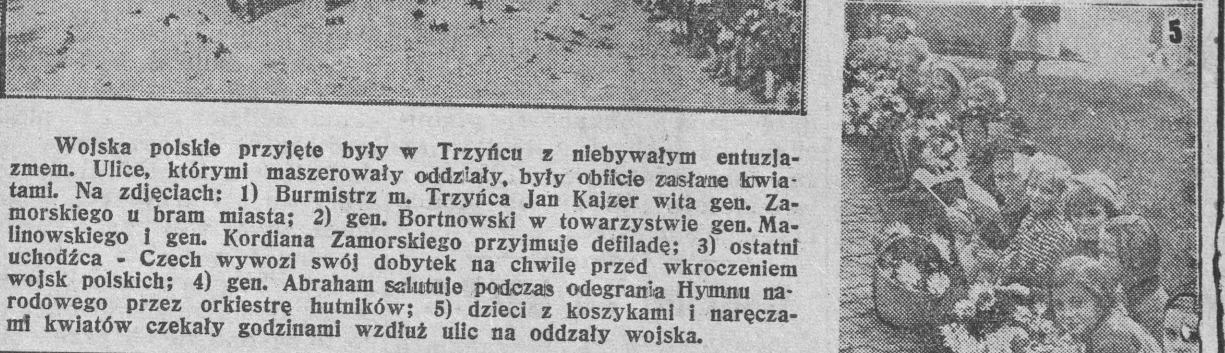 Wojska polskie przyjęte były w Trzyńcu z niebywałym entuzja-
zmem. Ulice, którymi maszerowały oddziały, były obficie zasłane kwia-
tami. Na zdjęciach: 1) Burmistrz m. Trzyńca Jan Kajzer wita gen. Za-
morskiego u bram miasta; 2) gen. Bortnowski w towarzystwie gen. Ma-
linowskiego i gen. Kordiana Zamorskiego przyjmuje defiladę; 3) ostatni
uchodźca - Czech wywozi swój dobytek na chwilę przed wkroczeniem
wojsk polskich; 4) gen. Abraham salutuje podczas odegrania Hymnu na-
rodowego przez orkiestrę hutników; 5) dzieci z koszykami i naręcza-
mi kwiatów czekały godzinami wzdłuż ulic na oddzały wojska.
5